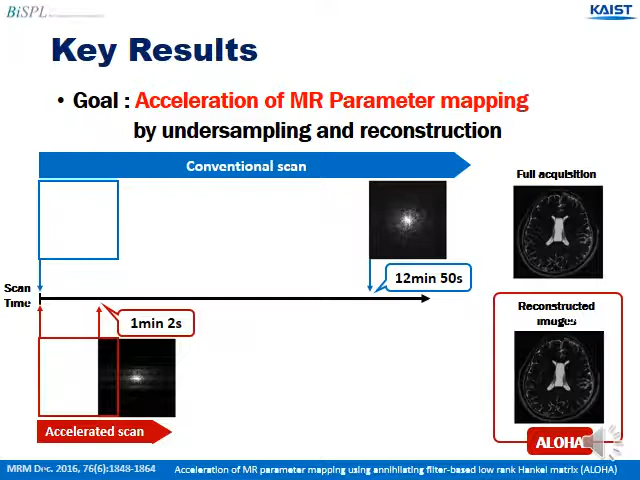 BiSPL
KAIST
Key Results
• Goal : Acceleration of MR Parameter mapping
by undersampling and reconstruction
Conventional scan
Full acquisition
12min 50s
Scan
Time
1min 2s
Reconstructed
images
Accelerated scan
ALOHA
MRM Dec. 2016, 76(6):1848-1864
Acceleration of MR parameter mapping using annihilating filter-based low rank Hankel matrix (ALOHA)